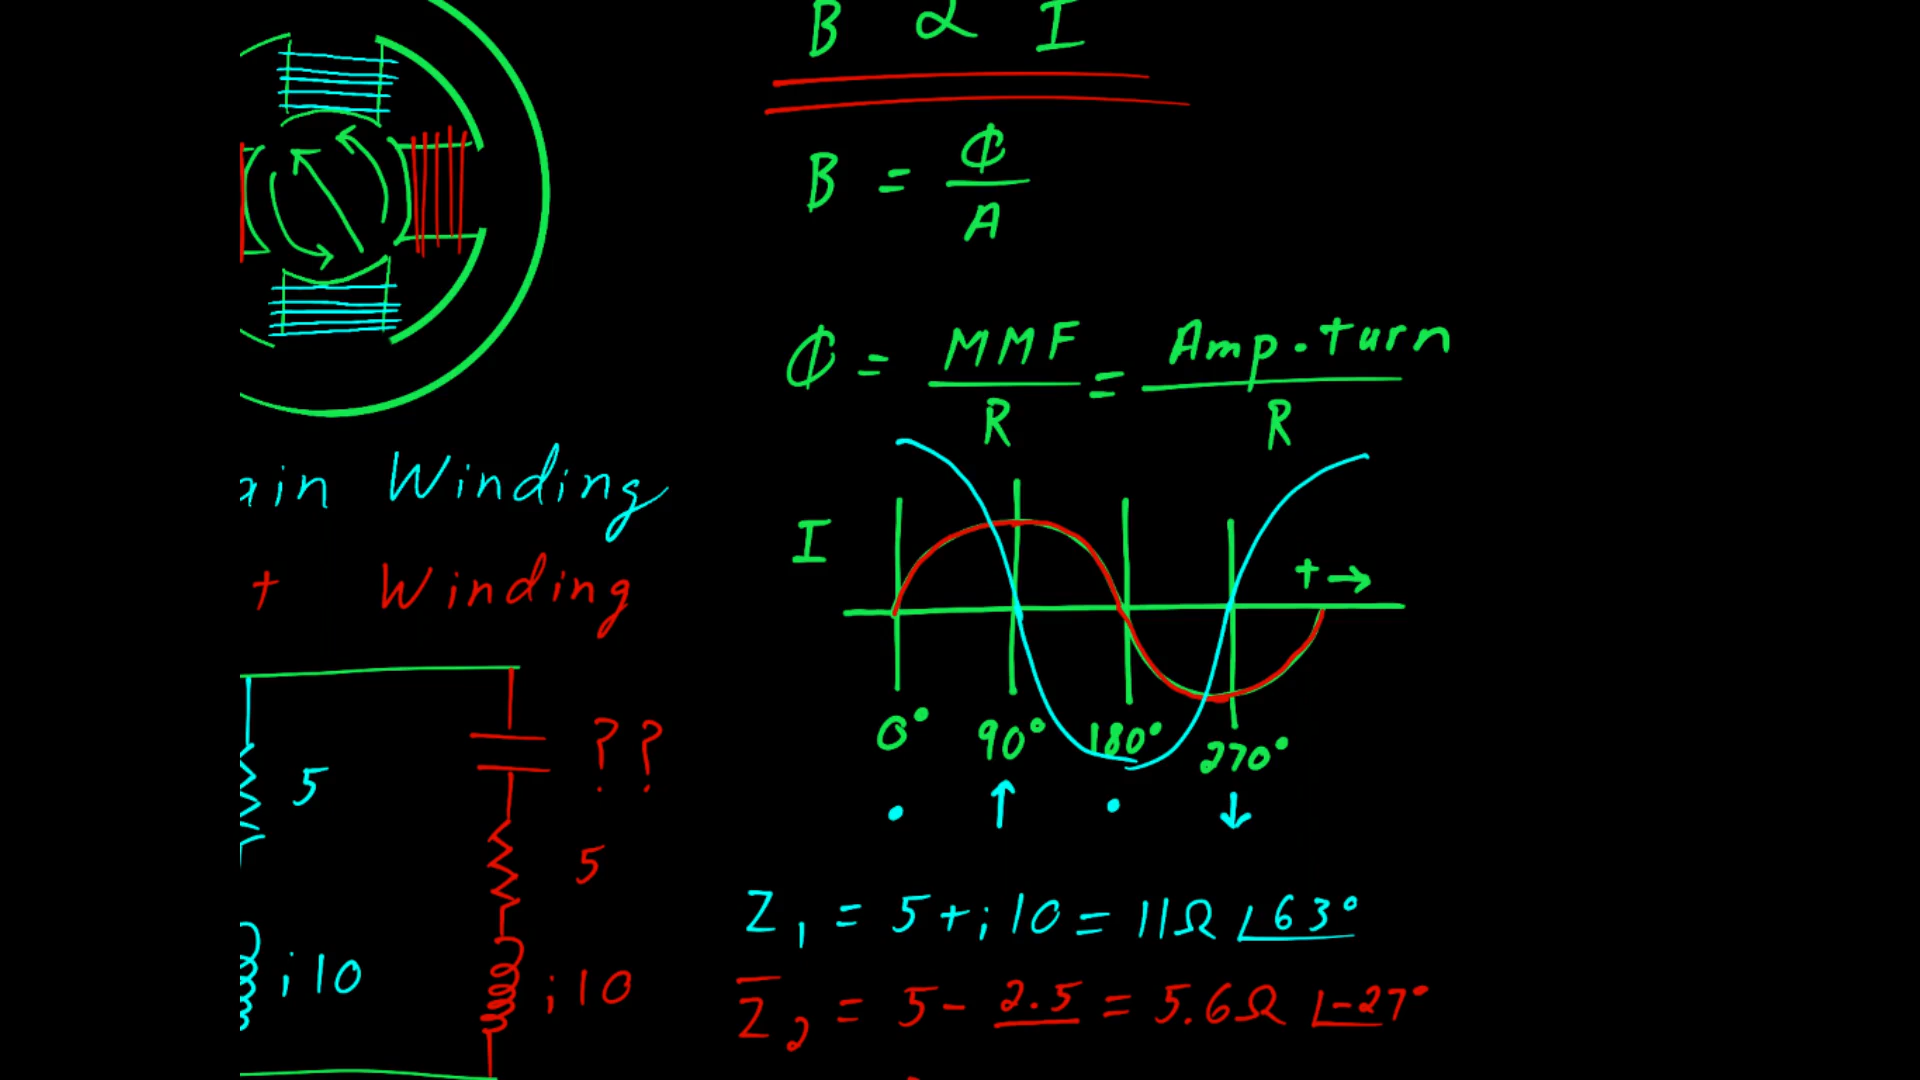 B ∝ I
B = Φ / A
Φ = MMF / R = Amp.turn / R
ain Winding
I
t →
t Winding
0° 90° 180° 270°
??
5
5
Z₁ = 5 + j10 = 11Ω ∠63°
j10
j10
Z₂ = 5 - 2.5 = 5.6Ω ∠-27°